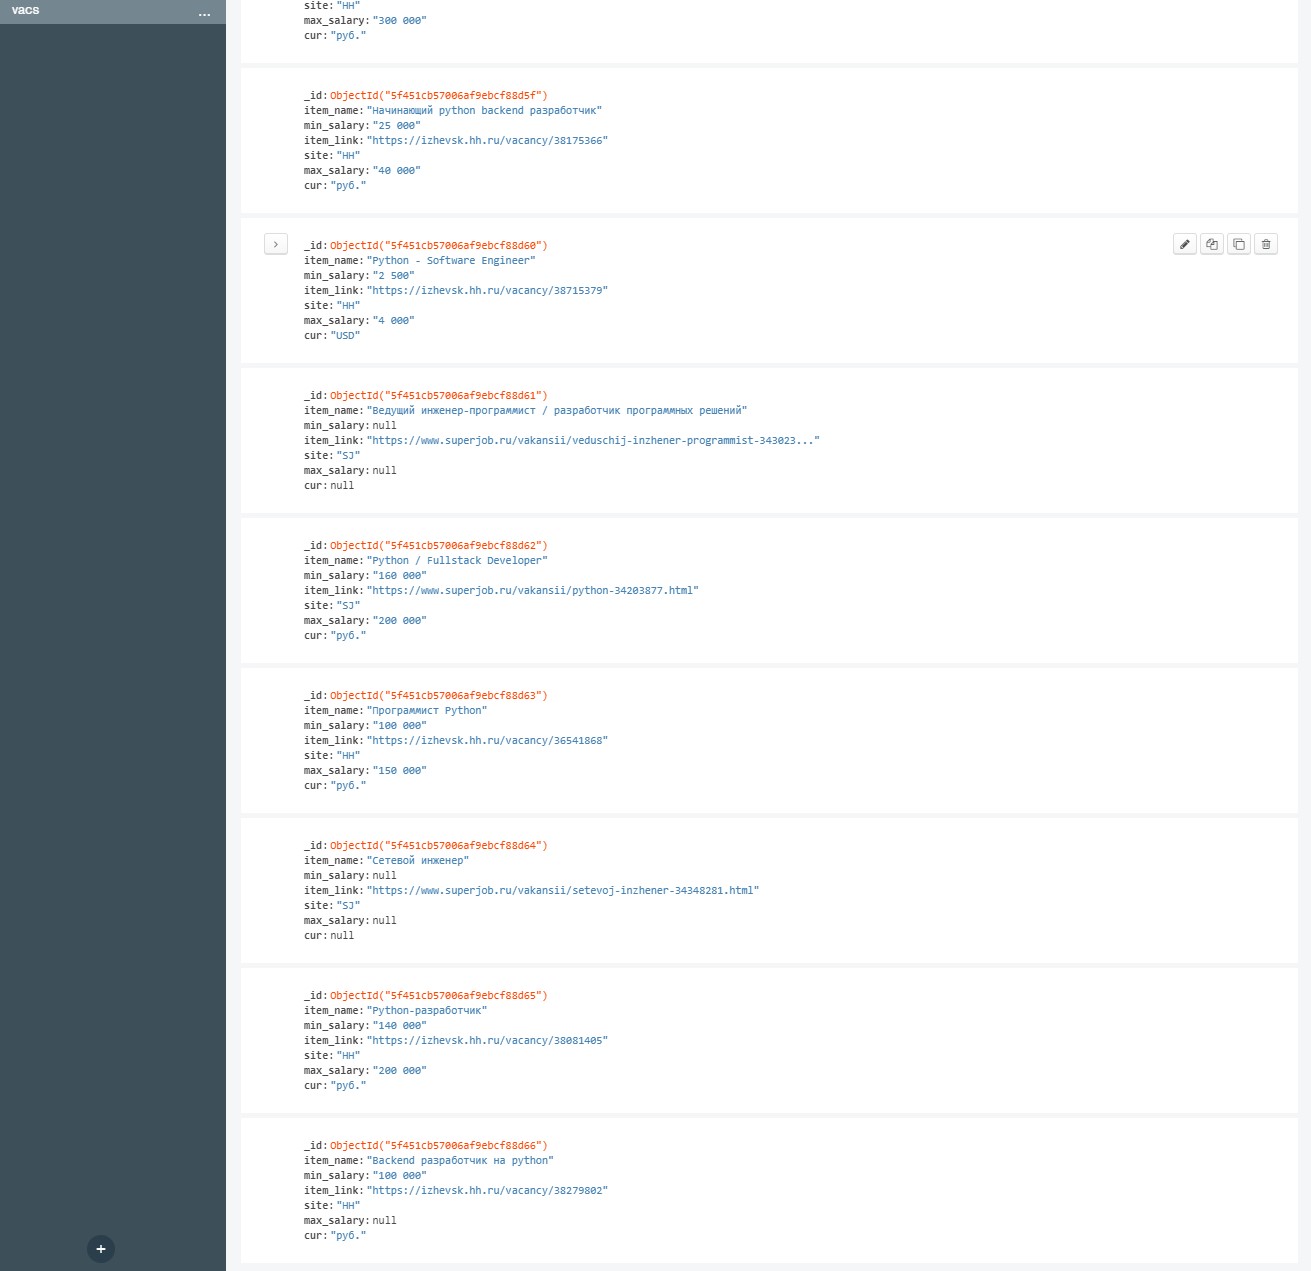 vacs
...
site: "HH"
max_salary: "300 000"
cur: "руб."
_id: ObjectId("5f451cb57006af9ebcf88d5f")
item_name: "Начинающий python backend разработчик"
min_salary: "25 000"
item_link: "https://izhevsk.hh.ru/vacancy/38175366"
site: "HH"
max_salary: "40 000"
cur: "руб."
_id: ObjectId("5f451cb57006af9ebcf88d60")
item_name: "Python - Software Engineer"
min_salary: "2 500"
item_link: "https://izhevsk.hh.ru/vacancy/38715379"
site: "HH"
max_salary: "4 000"
cur: "USD"
_id: ObjectId("5f451cb57006af9ebcf88d61")
item_name: "Ведущий инженер-программист / разработчик программных решений"
min_salary: null
item_link: "https://www.superjob.ru/vakansii/veduschij-inzhener-programmist-343023..."
site: "SJ"
max_salary: null
cur: null
_id: ObjectId("5f451cb57006af9ebcf88d62")
item_name: "Python / Fullstack Developer"
min_salary: "160 000"
item_link: "https://www.superjob.ru/vakansii/python-34203877.html"
site: "SJ"
max_salary: "200 000"
cur: "руб."
_id: ObjectId("5f451cb57006af9ebcf88d63")
item_name: "Программист Python"
min_salary: "100 000"
item_link: "https://izhevsk.hh.ru/vacancy/36541868"
site: "HH"
max_salary: "150 000"
cur: "руб."
_id: ObjectId("5f451cb57006af9ebcf88d64")
item_name: "Сетевой инженер"
min_salary: null
item_link: "https://www.superjob.ru/vakansii/setevoj-inzhener-34348281.html"
site: "SJ"
max_salary: null
cur: null
_id: ObjectId("5f451cb57006af9ebcf88d65")
item_name: "Python-разработчик"
min_salary: "140 000"
item_link: "https://izhevsk.hh.ru/vacancy/38081405"
site: "HH"
max_salary: "200 000"
cur: "руб."
_id: ObjectId("5f451cb57006af9ebcf88d66")
item_name: "Backend разработчик на python"
min_salary: "100 000"
item_link: "https://izhevsk.hh.ru/vacancy/38279802"
site: "HH"
max_salary: null
cur: "руб."